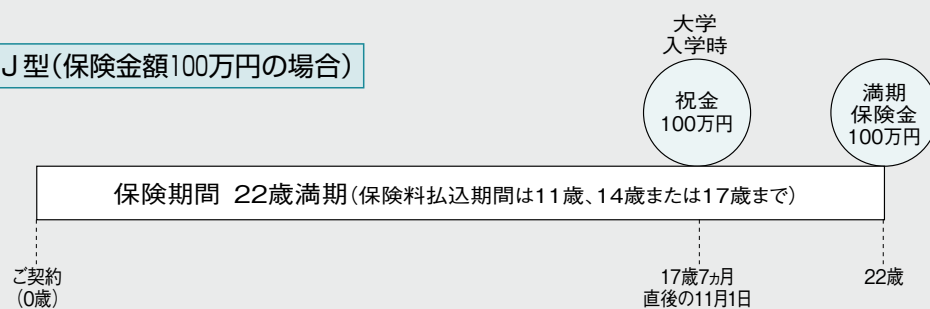 J型(保険金額100万円の場合)
大学
入学時
祝金
100万円
満期
保険金
100万円
保険期間 22歳満期(保険料払込期間は11歳、14歳または17歳まで)
ご契約
(0歳)
17歳7ヵ月
直後の11月1日
22歳